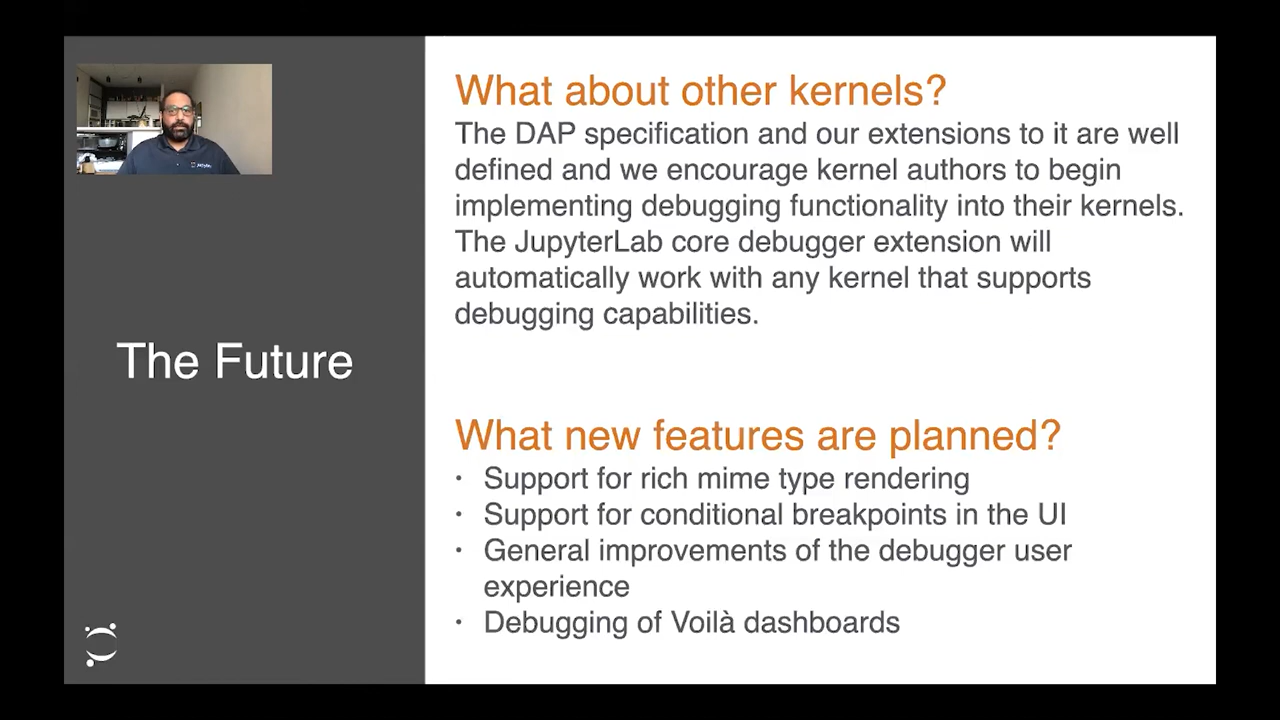 The Future
What about other kernels?
The DAP specification and our extensions to it are well
defined and we encourage kernel authors to begin
implementing debugging functionality into their kernels.
The JupyterLab core debugger extension will
automatically work with any kernel that supports
debugging capabilities.
What new features are planned?
· Support for rich mime type rendering
· Support for conditional breakpoints in the UI
· General improvements of the debugger user
experience
· Debugging of Voilà dashboards